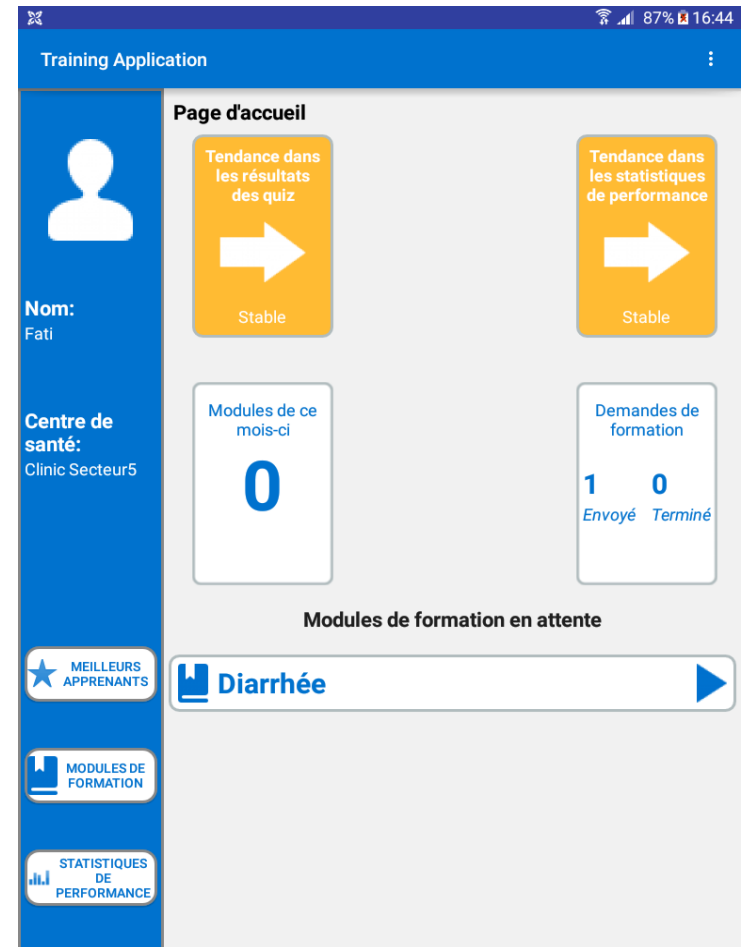 87% 16:44
Training Application
Page d'accueil
Tendance dans
les résultats
des quiz
Stable
Tendance dans
les statistiques
de performance
Stable
Nom:
Fati
Centre de
santé:
Clinic Secteur5
Modules de ce
mois-ci
0
Demandes de
formation
1 0
Envoyé Terminé
Modules de formation en attente
Diarrhée
MEILLEURS
APPRENANTS
MODULES DE
FORMATION
STATISTIQUES
DE
PERFORMANCE